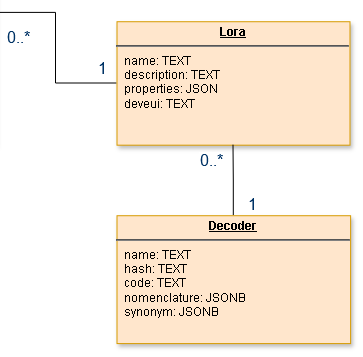 Lora
0..*
1
name: TEXT
description: TEXT
properties: JSON
deveui: TEXT
0..*
1
Decoder
name: TEXT
hash: TEXT
code: TEXT
nomenclature: JSONB
synonym: JSONB